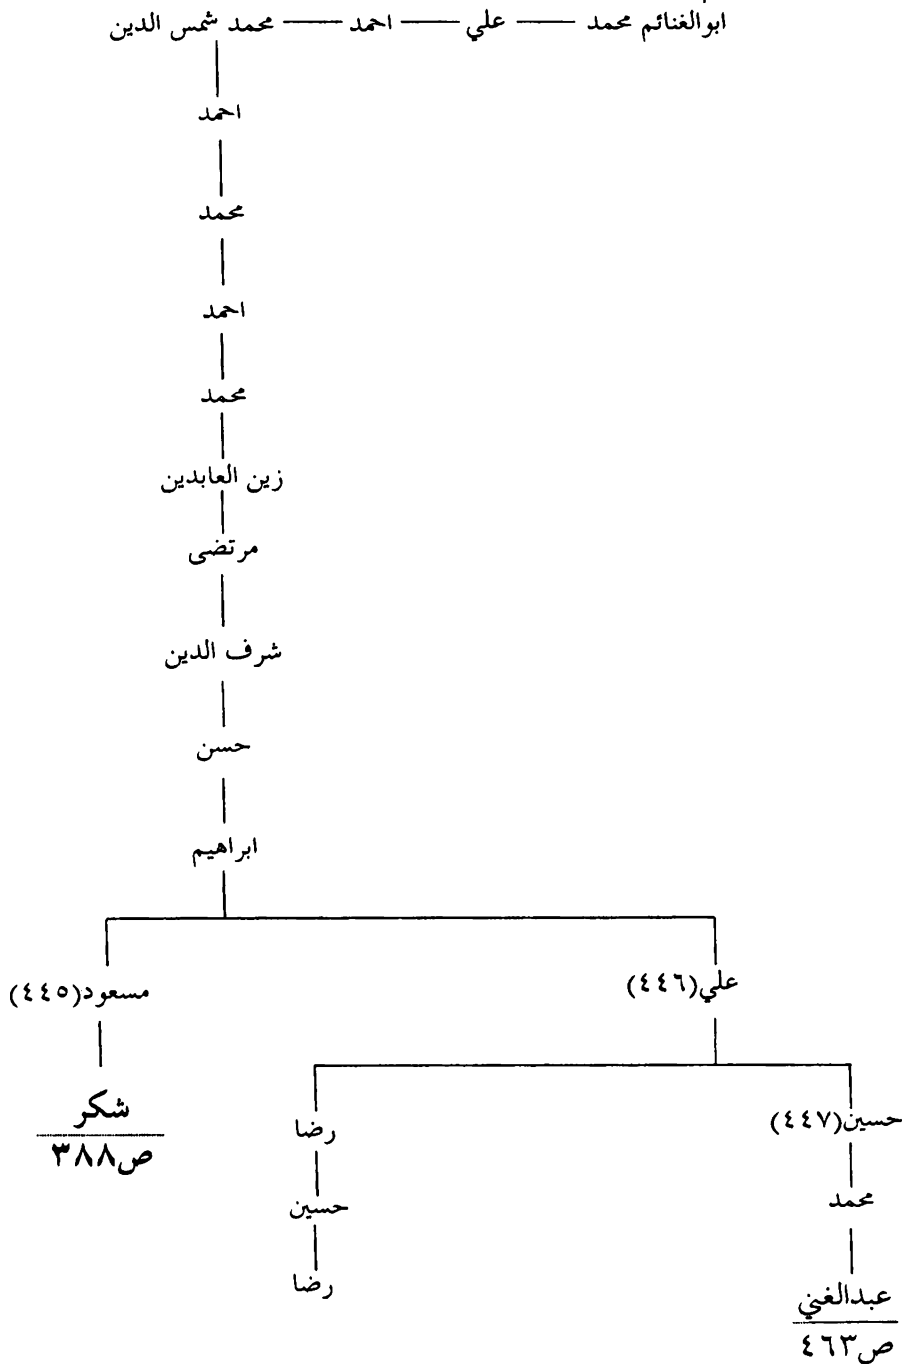 ابوالغنائم محمد — علي — احمد — محمد شمس الدين
احمد
محمد
احمد
محمد
زين العابدين
مرتضى
شرف الدين
حسن
ابراهيم
علي(٤٤٦) مسعود(٤٤٥)
حسين(٤٤٧) رضا شكر
محمد حسين ص٣٨٨
عبدالغني رضا
ص٤٦٣